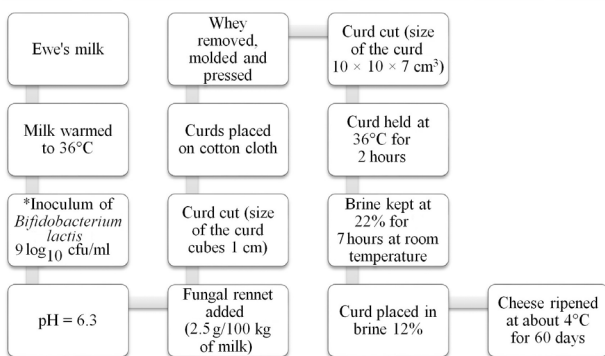 Ewe's milk
Milk warmed
to 36°C
*Inoculum of
Bifidobacterium
lactis
9 log10 cfu/ml
pH = 6.3
Fungal rennet
added
(2.5 g/100 kg
of milk)
Curd cut (size
of the curd
cubes 1 cm)
Curds placed
on cotton cloth
Whey
removed,
molded and
pressed
Curd cut (size
of the curd
10 × 10 × 7 cm³)
Curd held at
36°C for
2 hours
Brine kept at
22% for
7 hours at room
temperature
Curd placed in
brine 12%
Cheese ripened
at about 4°C
for 60 days